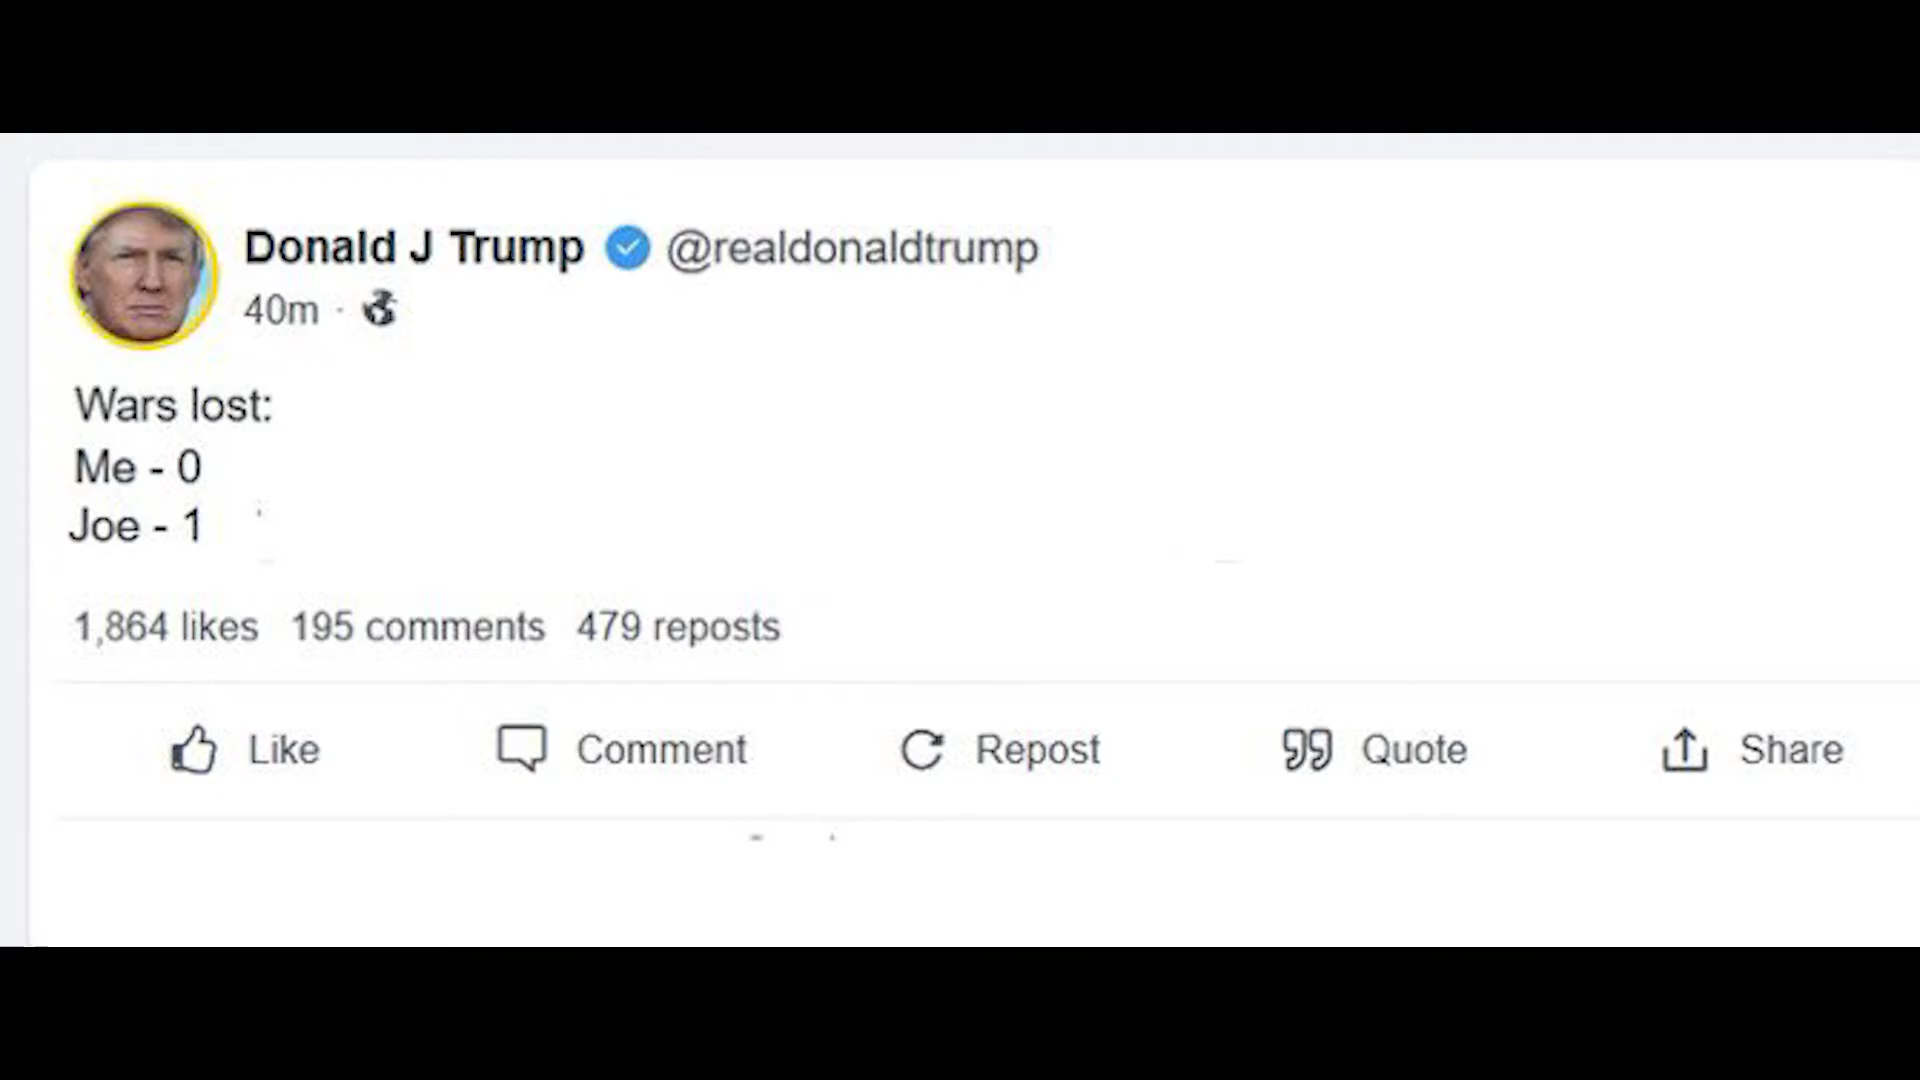 Donald J Trump @realdonaldtrump
40m ·
Wars lost:
Me - 0
Joe - 1
1,864 likes 195 comments 479 reposts
Like Comment Repost Quote Share